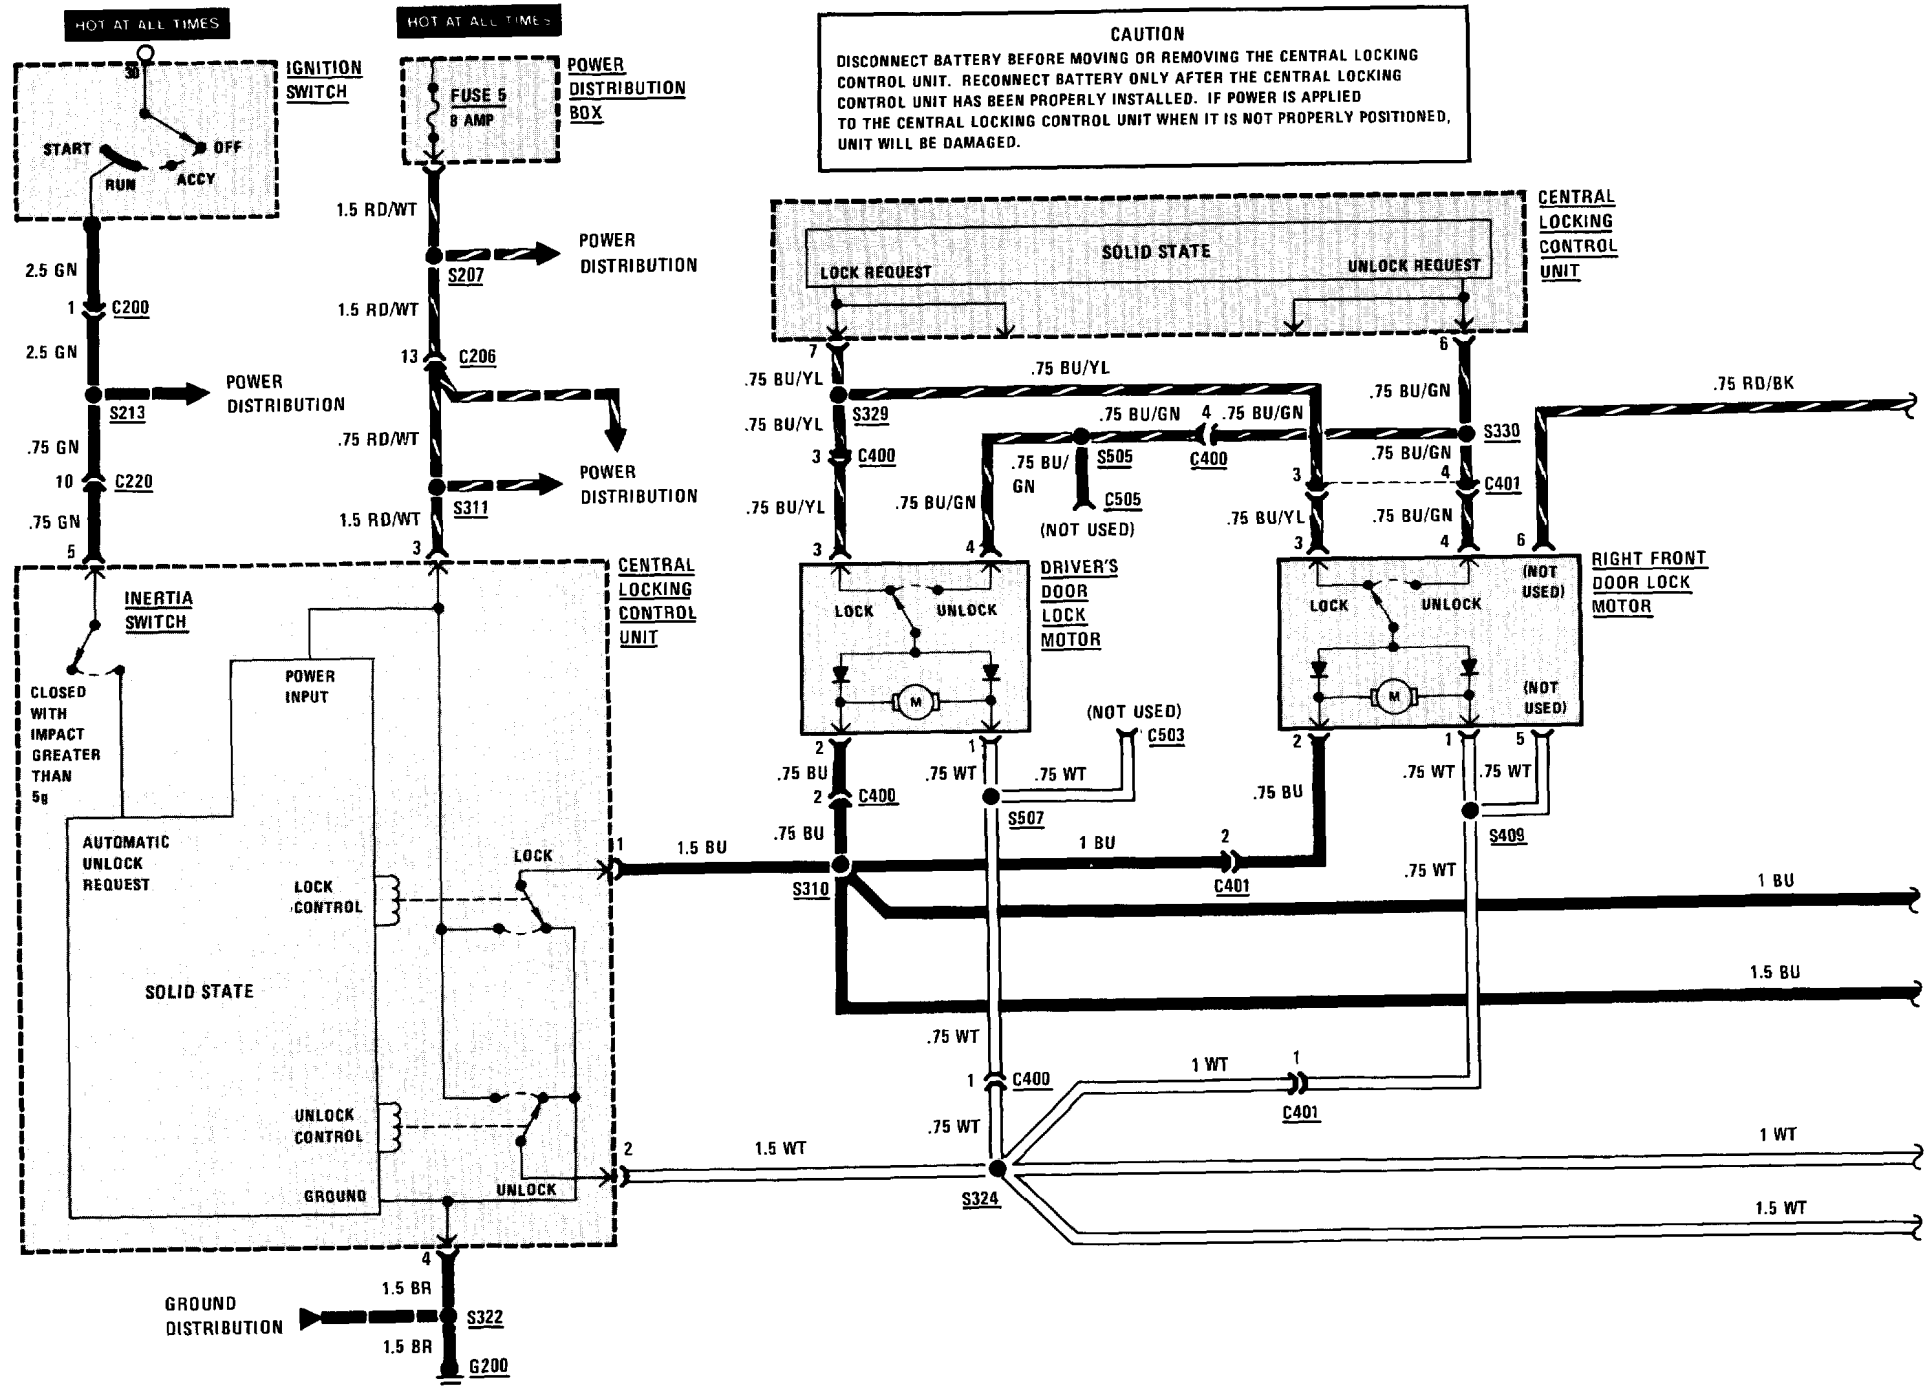 HOT AT ALL TIMES
HOT AT ALL TIMES
30
IGNITION
SWITCH
START
OFF
RUN
ACCY
FUSE 5
8 AMP
POWER
DISTRIBUTION
BOX
CAUTION
DISCONNECT BATTERY BEFORE MOVING OR REMOVING THE CENTRAL LOCKING
CONTROL UNIT. RECONNECT BATTERY ONLY AFTER THE CENTRAL LOCKING
CONTROL UNIT HAS BEEN PROPERLY INSTALLED. IF POWER IS APPLIED
TO THE CENTRAL LOCKING CONTROL UNIT WHEN IT IS NOT PROPERLY POSITIONED,
UNIT WILL BE DAMAGED.
2.5 GN
1
C200
2.5 GN
S213
POWER
DISTRIBUTION
.75 GN
10
C220
.75 GN
5
1.5 RD/WT
S207
POWER
DISTRIBUTION
1.5 RD/WT
13
C206
.75 RD/WT
POWER
DISTRIBUTION
S311
1.5 RD/WT
3
SOLID STATE
LOCK REQUEST
UNLOCK REQUEST
CENTRAL
LOCKING
CONTROL
UNIT
7
6
.75 BU/YL
.75 BU/YL
.75 BU/GN
.75 RD/BK
S329
.75 BU/YL
.75 BU/GN
4
.75 BU/GN
S330
3
C400
.75 BU/
GN
S505
C400
.75 BU/GN
3
4
C401
.75 BU/YL
.75 BU/GN
C505
(NOT USED)
.75 BU/YL
.75 BU/GN
3
4
3
4
6
CENTRAL
LOCKING
CONTROL
UNIT
INERTIA
SWITCH
CLOSED
WITH
IMPACT
GREATER
THAN
5g
POWER
INPUT
AUTOMATIC
UNLOCK
REQUEST
LOCK
CONTROL
SOLID STATE
UNLOCK
CONTROL
GROUND
LOCK
UNLOCK
DRIVER'S
DOOR
LOCK
MOTOR
LOCK
UNLOCK
M
RIGHT FRONT
DOOR LOCK
MOTOR
(NOT
USED)
LOCK
UNLOCK
M
(NOT
USED)
2
1
(NOT USED)
C503
2
1
5
.75 BU
.75 WT
.75 WT
.75 WT
.75 WT
2
C400
S507
.75 BU
S409
.75 BU
1
1.5 BU
S310
1 BU
2
C401
.75 WT
1 BU
1.5 BU
.75 WT
1
C400
1 WT
1
C401
.75 WT
2
1.5 WT
S324
1 WT
1.5 WT
4
1.5 BR
GROUND
DISTRIBUTION
S322
1.5 BR
G200